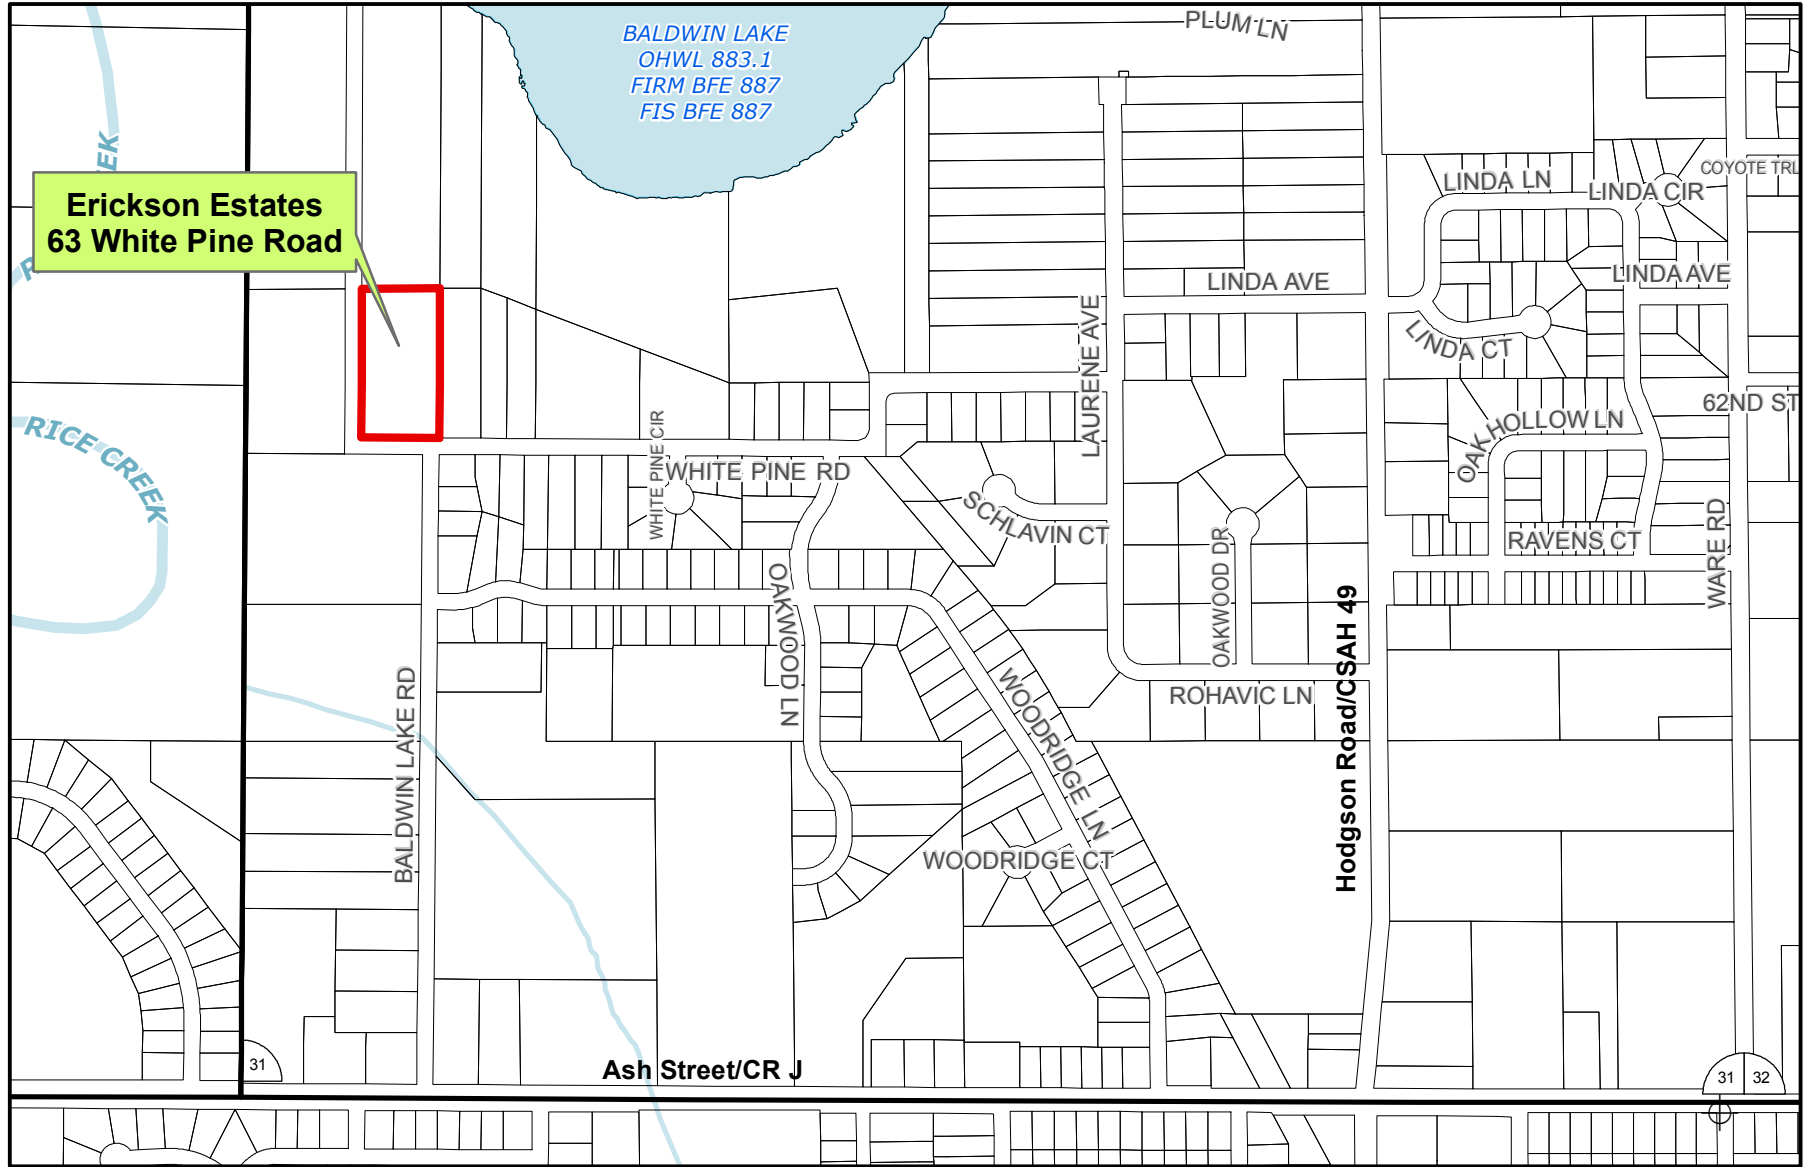 BALDWIN LAKE
OHWL 883.1
FIRM BFE 887
FIS BFE 887
PLUM LN
Erickson Estates
63 White Pine Road
COYOTE TRL
LINDA LN
LINDA CIR
LINDA AVE
LINDA AVE
LINDA CT
LAURENE AVE
62ND ST
OAK HOLLOW LN
RICE CREEK
WHITE PINE CIR
WHITE PINE RD
SCHLAVIN CT
OAKWOOD DR
RAVENS CT
WARE RD
OAKWOOD LN
Hodgson Road/CSAH 49
BALDWIN LAKE RD
WOODRIDGE LN
ROHAVIC LN
WOODRIDGE CT
Ash Street/CR J
31
31
32